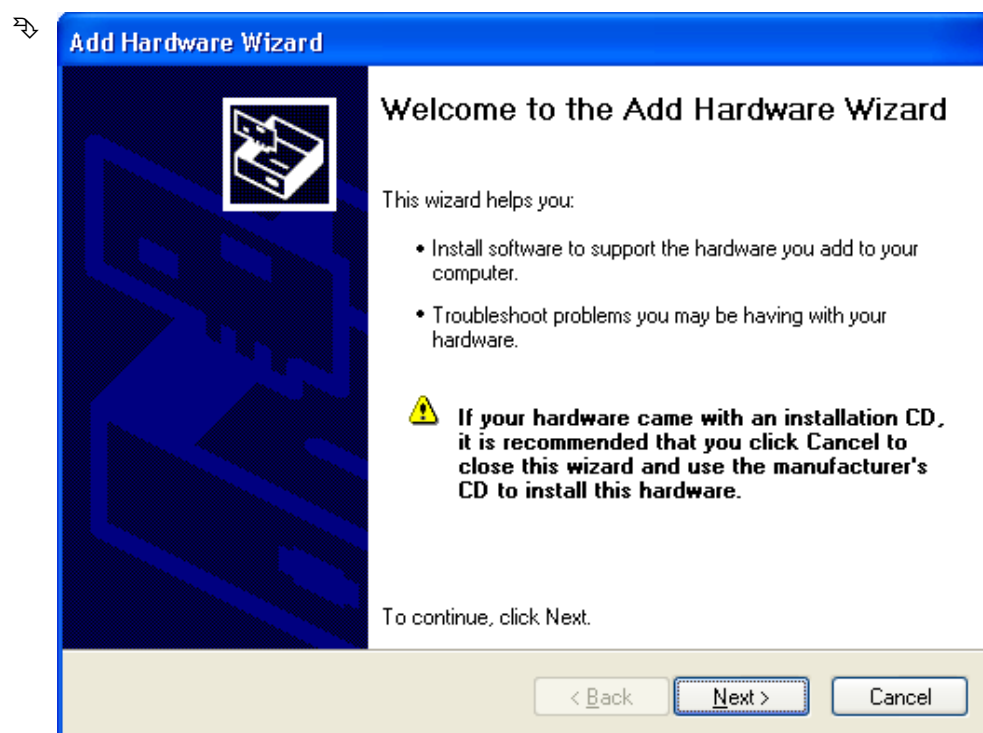 Add Hardware Wizard
Welcome to the Add Hardware Wizard
This wizard helps you:
• Install software to support the hardware you add to your
computer.
• Troubleshoot problems you may be having with your
hardware.
If your hardware came with an installation CD,
it is recommended that you click Cancel to
close this wizard and use the manufacturer's
CD to install this hardware.
To continue, click Next.
< Back
Next >
Cancel